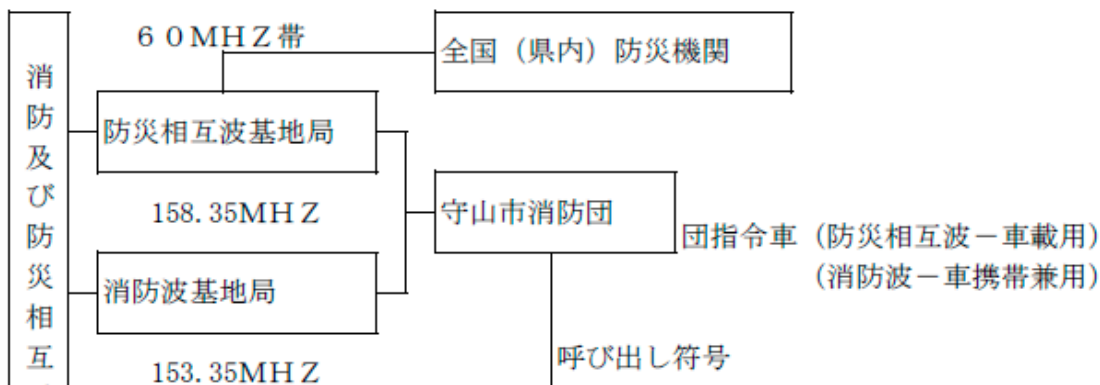 ６０MHZ帯
全国（県内）防災機関
消防及び防災相互
防災相互波基地局
158.35MHZ
守山市消防団
団指令車（防災相互波－車載用）
（消防波－車携帯兼用）
消防波基地局
呼び出し符号
153.35MHZ